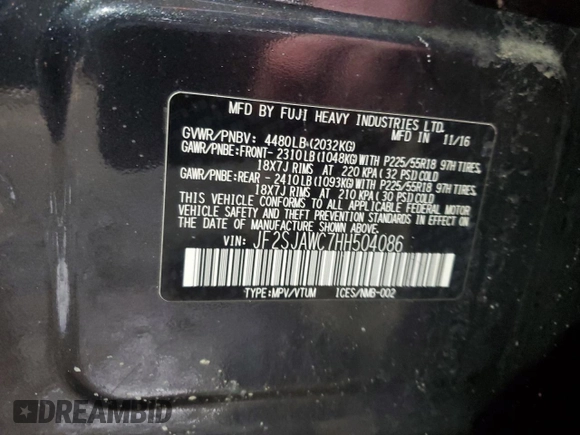 MFD BY FUJI HEAVY INDUSTRIES LTD.
MFD IN 11/16
GVWR/PNBV: 4480LB(2032KG)
GAWR/PNBE:FRONT-2310LB(1048KG)WITH P225/55R18 97H TIRES,
18X7J RIMS AT 220 KPA(32 PSI)COLD
GAWR/PNBE:REAR -2410LB(1093KG)WITH P225/55R18 97H TIRES,
18X7J RIMS AT 210 KPA(30 PSI)COLD
THIS VEHICLE CONFORMS TO ALL APPLICABLE FEDERAL MOTOR
VEHICLE SAFETY AND THEFT PREVENTION STANDARDS IN EFFECT ON
THE DATE OF MANUFACTURE SHOWN ABOVE.
VIN: JF2SJAWC7HH504086
TYPE:MPV/VTUM ICES/NMB-002
DREAMBID